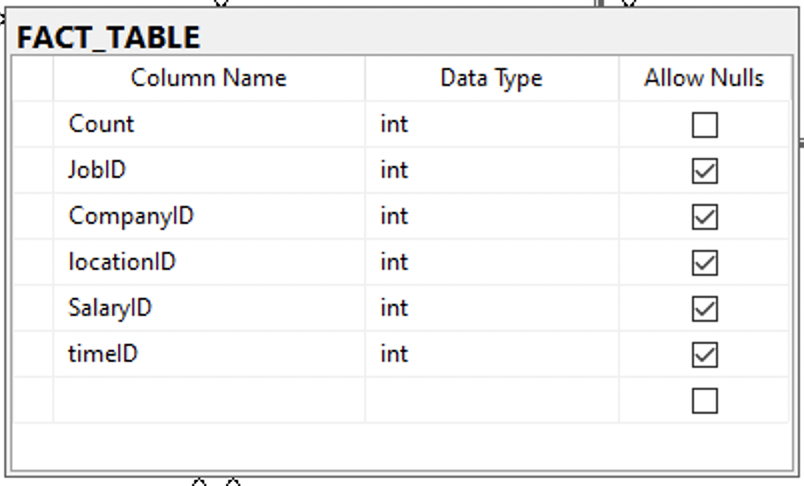 FACT_TABLE
Column Name Data Type Allow Nulls
Count int
JobID int
CompanyID int
locationID int
SalaryID int
timeID int